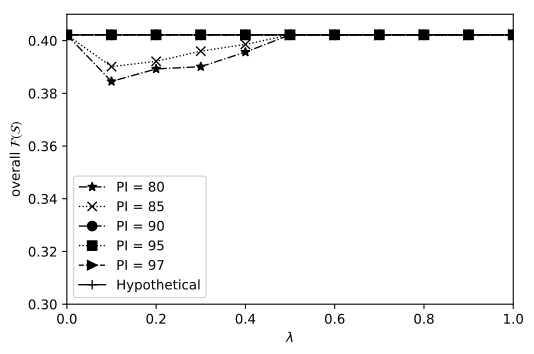 0.40
0.38
0.36
0.34
0.32
0.30
overall F(S)
PI = 80
PI = 85
PI = 90
PI = 95
PI = 97
Hypothetical
0.0 0.2 0.4 0.6 0.8 1.0
λ